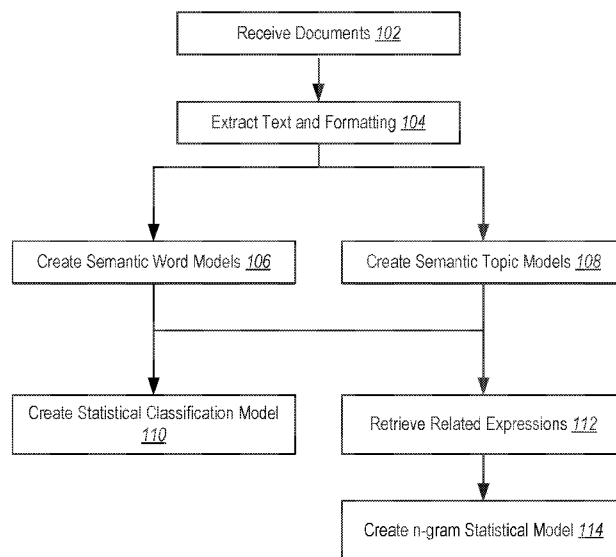 Receive Documents 102
Extract Text and Formatting 104
Create Semantic Word Models 106
Create Semantic Topic Models 108
Create Statistical Classification Model
110
Retrieve Related Expressions 112
Create n-gram Statistical Model 114